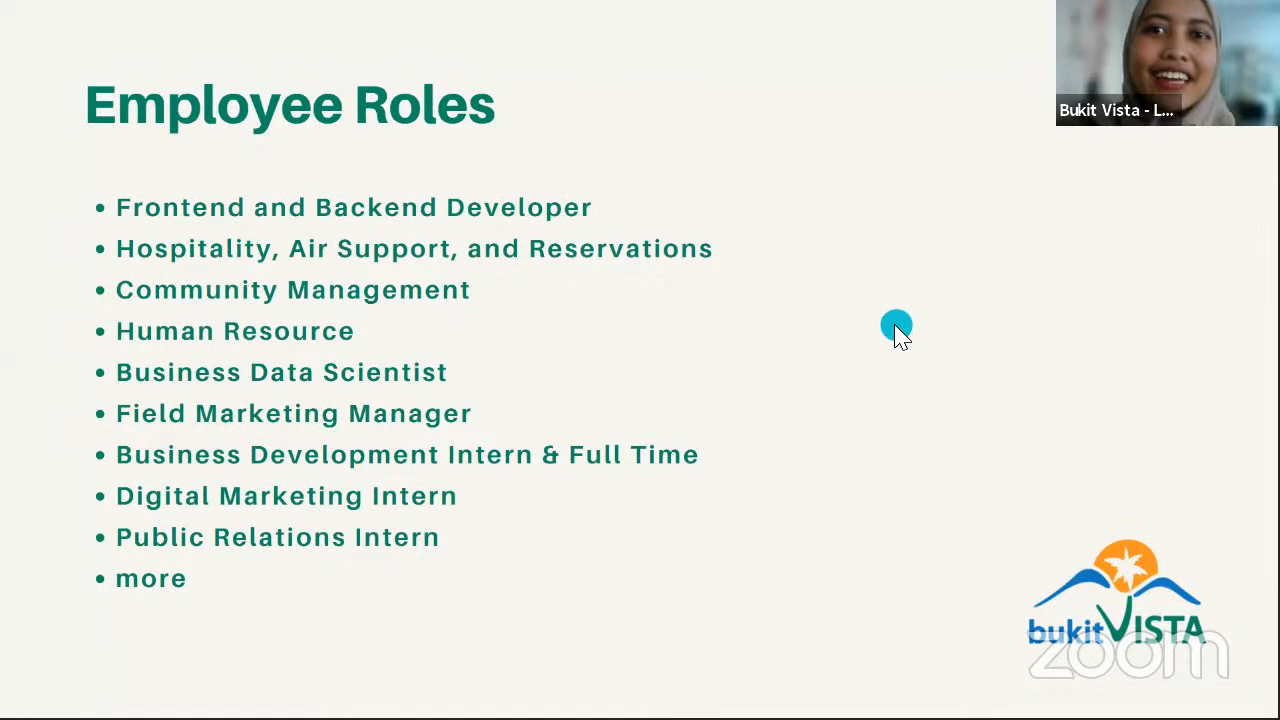 Employee Roles
Bukit Vista - L...
• Frontend and Backend Developer
• Hospitality, Air Support, and Reservations
• Community Management
• Human Resource
• Business Data Scientist
• Field Marketing Manager
• Business Development Intern & Full Time
• Digital Marketing Intern
• Public Relations Intern
• more
bukit VISTA
zoom